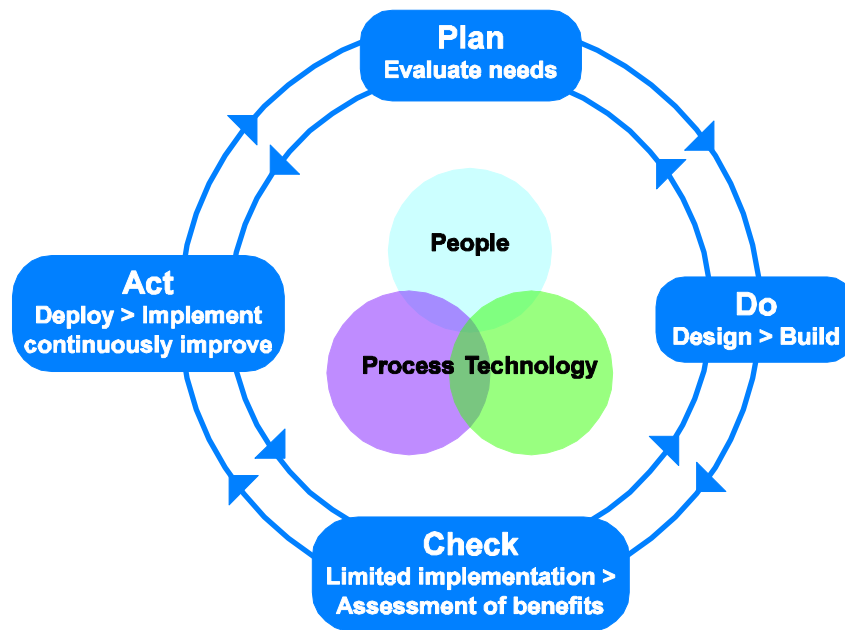 Plan
Evaluate needs
People
Act
Deploy > Implement
continuously improve
Do
Design > Build
Process
Technology
Check
Limited implementation >
Assessment of benefits